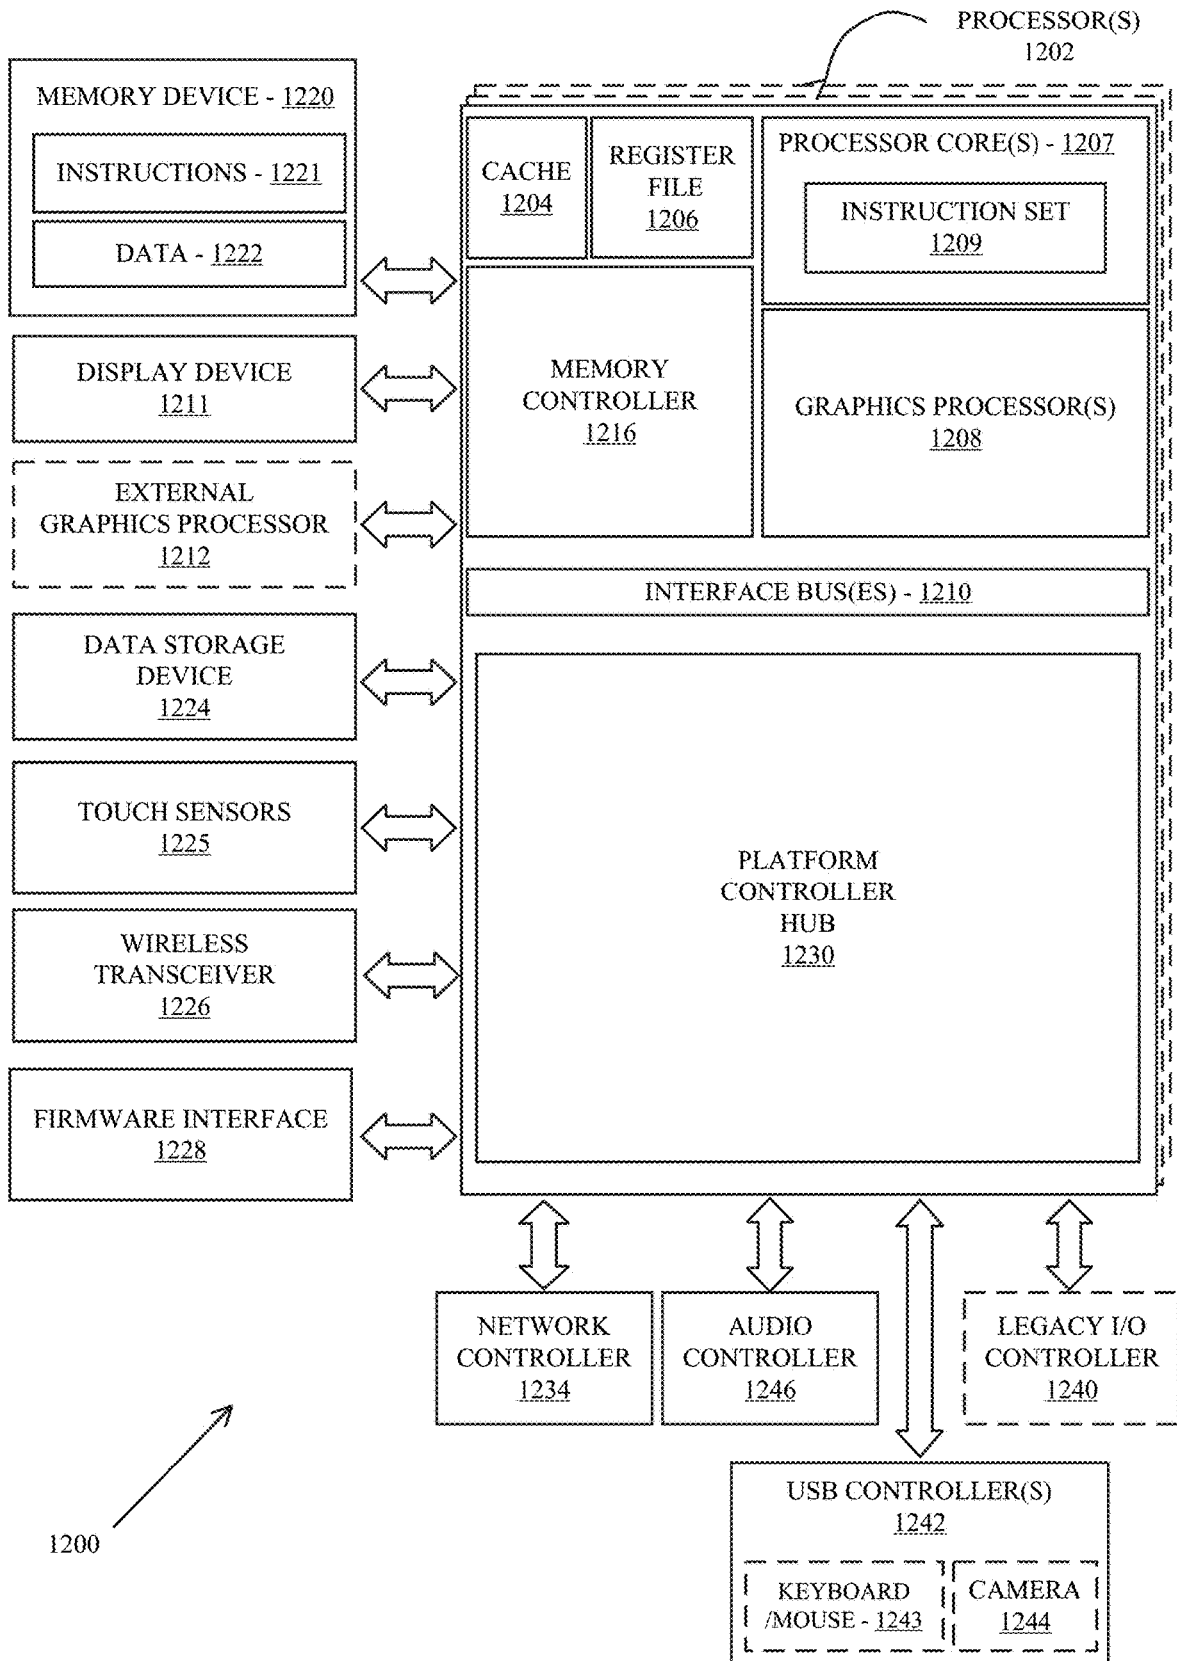 PROCESSOR(S)
1202
MEMORY DEVICE - 1220
INSTRUCTIONS - 1221
DATA - 1222
CACHE
1204
REGISTER
FILE
1206
PROCESSOR CORE(S) - 1207
INSTRUCTION SET
1209
DISPLAY DEVICE
1211
MEMORY
CONTROLLER
1216
GRAPHICS PROCESSOR(S)
1208
EXTERNAL
GRAPHICS PROCESSOR
1212
INTERFACE BUS(ES) - 1210
DATA STORAGE
DEVICE
1224
TOUCH SENSORS
1225
PLATFORM
CONTROLLER
HUB
1230
WIRELESS
TRANSCEIVER
1226
FIRMWARE INTERFACE
1228
NETWORK
CONTROLLER
1234
AUDIO
CONTROLLER
1246
LEGACY I/O
CONTROLLER
1240
USB CONTROLLER(S)
1242
KEYBOARD
/MOUSE - 1243
CAMERA
1244
1200